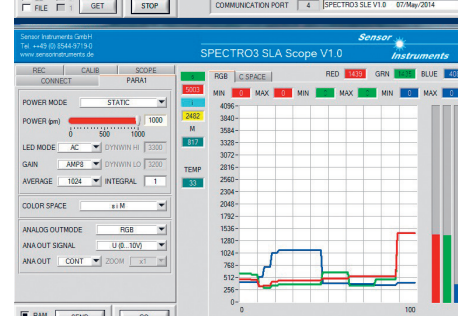 FILE 1 GET STOP COMMUNICATION PORT 4 SPECTRO3 SLE V1.0 07/May/2014
Sensor Instruments GmbH
Tel. ++45 (0) 8544-9719-0
www.sensorinstruments.de
Sensor
Instruments
SPECTRO3 SLA Scope V1.0
REC CALIB SCOPE
CONNECT PARA1
POWER MODE STATIC
POWER (pm) 1000
0 500 1000
LED MODE AC DYNWIN HI 3300
GAIN AMP8 DYNWIN LO 3200
AVERAGE 1024 INTEGRAL 1
COLOR SPACE s i M
ANALOG OUTMODE RGB
ANA OUT SIGNAL U (0...10V)
ANA OUT CONT ZOOM x1
RAM SEND GO
s
5003
i
2482
M
817
TEMP
33
RGB C SPACE RED 1439 GRN BLUE
MIN 0 MAX 0 MIN MAX MIN 0 MAX 0
4096
3840
3584
3328
3072
2816
2560
2304
2048
1792
1536
1280
1024
768
512
256
0
0 100